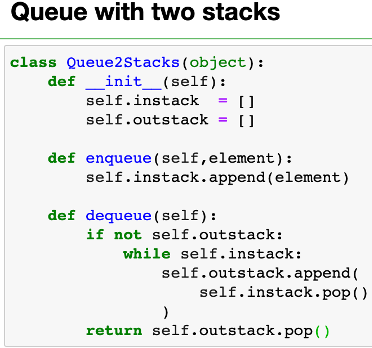 Queue with two stacks
class Queue2Stacks(object):
    def __init__(self):
        self.instack  = []
        self.outstack = []
    def enqueue(self,element):
        self.instack.append(element)
    def dequeue(self):
        if not self.outstack:
            while self.instack:
                self.outstack.append(
                    self.instack.pop()
                )
        return self.outstack.pop()